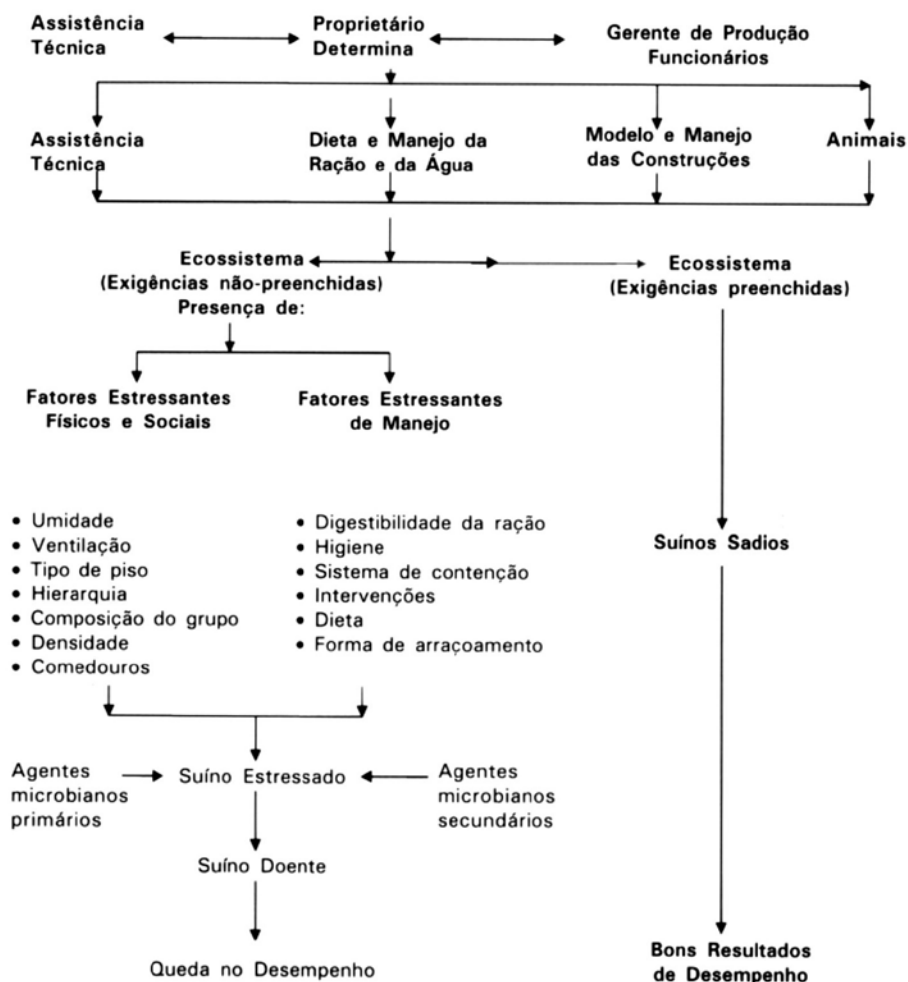 Assistência
Técnica
Proprietário
Determina
Gerente de Produção
Funcionários
Assistência
Técnica
Dieta e Manejo da
Ração e da Água
Modelo e Manejo
das Construções
Animais
Ecossistema
(Exigências não-preenchidas)
Presença de:
Ecossistema
(Exigências preenchidas)
Fatores Estressantes
Físicos e Sociais
Fatores Estressantes
de Manejo
• Umidade
• Ventilação
• Tipo de piso
• Hierarquia
• Composição do grupo
• Densidade
• Comedouros
• Digestibilidade da ração
• Higiene
• Sistema de contenção
• Intervenções
• Dieta
• Forma de arraçoamento
Suínos Sadios
Agentes
microbianos
primários
Suíno Estressado
Agentes
microbianos
secundários
Suíno Doente
Queda no Desempenho
Bons Resultados
de Desempenho